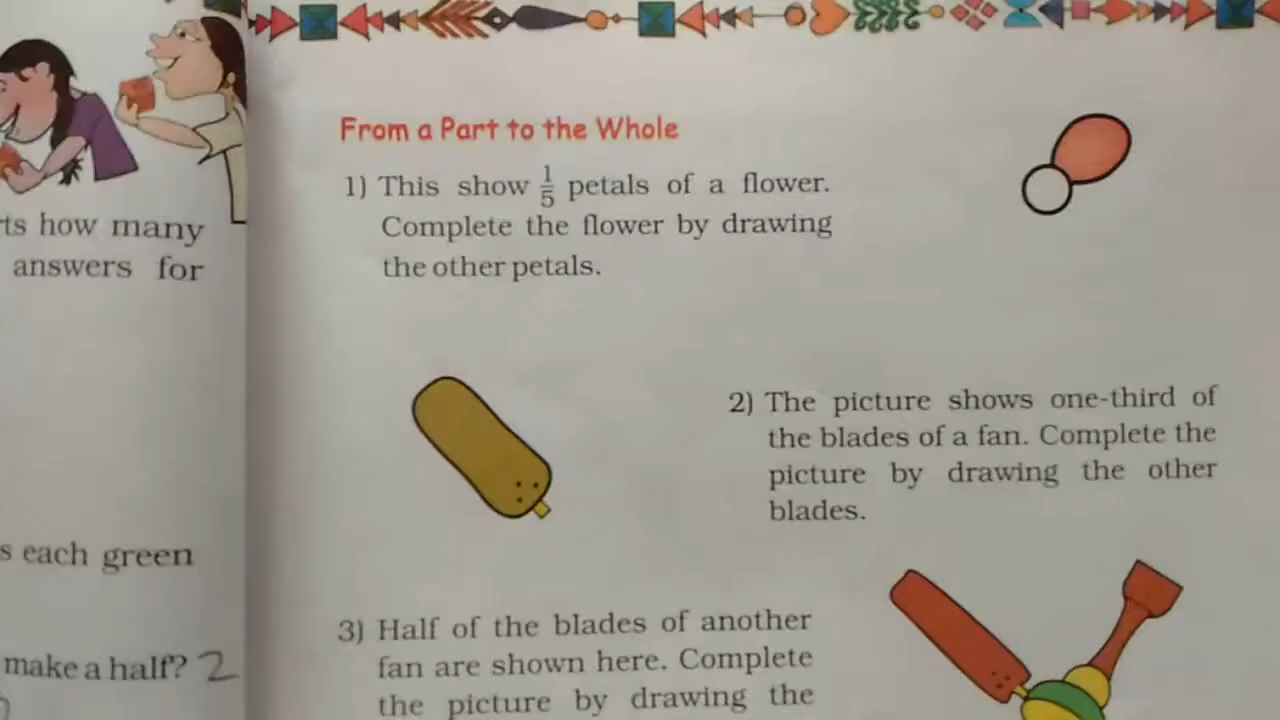 rts how many
answers for
s each green
make a half? 2
From a Part to the Whole
1) This show 1/5 petals of a flower.
Complete the flower by drawing
the other petals.
2) The picture shows one-third of
the blades of a fan. Complete the
picture by drawing the other
blades.
3) Half of the blades of another
fan are shown here. Complete
the picture by drawing the